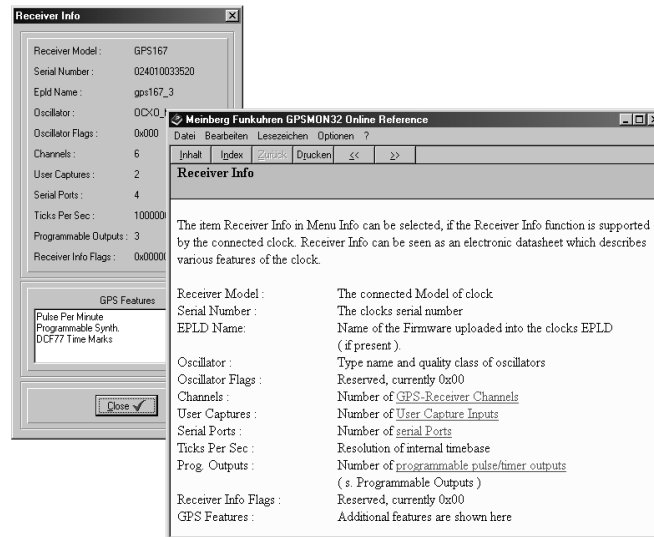 Receiver Info
Receiver Model : GPS167
Serial Number : 024010033520
Epld Name : gps167_3
Oscillator :
Oscillator Flags : 0x000
Channels : 6
User Captures : 2
Serial Ports : 4
Ticks Per Sec :
Programmable Outputs : 3
Receiver Info Flags :
GPS Features
Pulse Per Minute
Programmable Synth.
DCF77 Time Marks
Close
Meinberg Funkuhren GPSMON32 Online Reference
Datei Bearbeiten Lesezeichen Optionen ?
Inhalt Index Zurück Drucken << >>
Receiver Info
The item Receiver Info in Menu Info can be selected, if the Receiver Info function is supported
by the connected clock. Receiver Info can be seen as an electronic datasheet which describes
various features of the clock.
Receiver Model : The connected Model of clock
Serial Number : The clocks serial number
EPLD Name: Name of the Firmware uploaded into the clocks EPLD
( if present ).
Oscillator : Type name and quality class of oscillators
Oscillator Flags : Reserved, currently 0x00
Channels : Number of GPS-Receiver Channels
User Captures : Number of User Capture Inputs
Serial Ports : Number of serial Ports
Ticks Per Sec : Resolution of internal timebase
Prog. Outputs : Number of programmable pulse/timer outputs
( s. Programmable Outputs )
Receiver Info Flags : Reserved, currently 0x00
GPS Features : Additional features are shown here